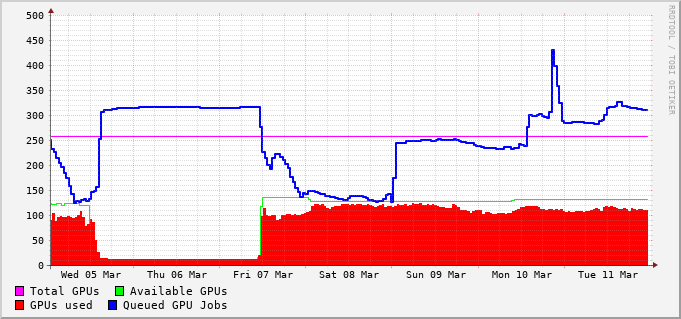 500
450
400
350
300
250
200
150
100
50
0
Wed 05 Mar Thu 06 Mar Fri 07 Mar Sat 08 Mar Sun 09 Mar Mon 10 Mar Tue 11 Mar
Total GPUs Available GPUs
GPUs used Queued GPU Jobs
RRDTOOL / TOBI OETIKER